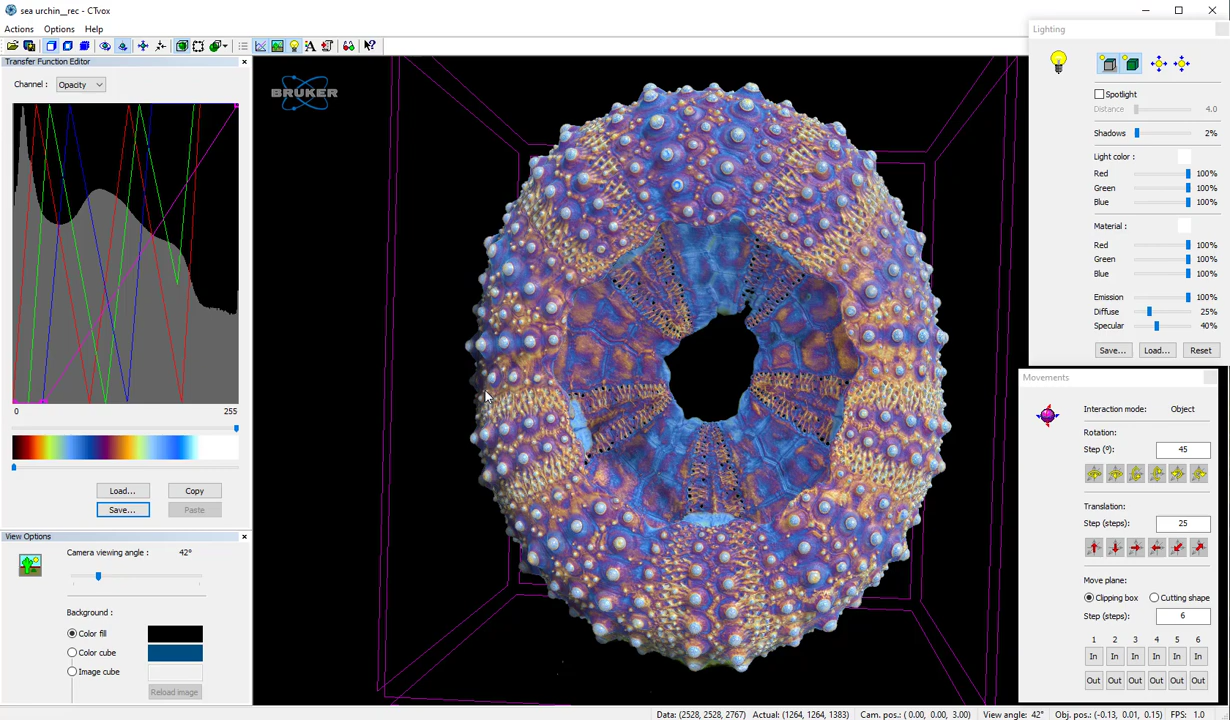 sea urchin__rec - CTvox
Actions Options Help
Transfer Function Editor
Channel : Opacity
0 255
Load... Copy
Save... Paste
View Options
Camera viewing angle : 42°
Background :
Color fill
Color cube
Image cube
Reload image
BRUKER
Lighting
Spotlight
Distance 4.0
Shadows 2%
Light color :
Red 100%
Green 100%
Blue 100%
Material :
Red 100%
Green 100%
Blue 100%
Emission 100%
Diffuse 25%
Specular 40%
Save... Load... Reset
Movements
Interaction mode: Object
Rotation:
Step (º): 45
Translation:
Step (steps): 25
Move plane:
Clipping box Cutting shape
Step (steps): 6
1 2 3 4 5 6
In In In In In In
Out Out Out Out Out Out
Data: (2528, 2528, 2767) Actual: (1264, 1264, 1383) Cam. pos.: ( 0.00, 0.00, 3.00) View angle: 42° Obj. pos.: (-0.13, 0.01, 0.15) FPS: 1.0